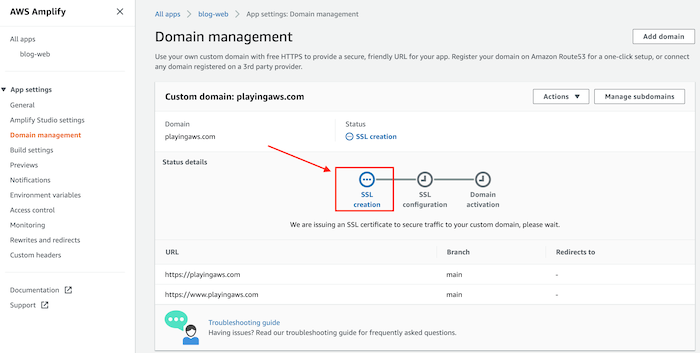 AWS Amplify
All apps
blog-web
App settings
General
Amplify Studio settings
Domain management
Build settings
Previews
Notifications
Environment variables
Access control
Monitoring
Rewrites and redirects
Custom headers
Documentation
Support
All apps > blog-web > App settings: Domain management
Domain management
Add domain
Use your own custom domain with free HTTPS to provide a secure, friendly URL for your app. Register your domain on Amazon Route53 for a one-click setup, or connect
any domain registered on a 3rd party provider.
Custom domain: playingaws.com
Actions
Manage subdomains
Domain
playingaws.com
Status
SSL creation
Status details
SSL
creation
SSL
configuration
Domain
activation
We are issuing an SSL certificate to secure traffic to your custom domain, please wait.
URL Branch Redirects to
https://playingaws.com main -
https://www.playingaws.com main -
Troubleshooting guide
Having issues? Read our troubleshooting guide for frequently asked questions.